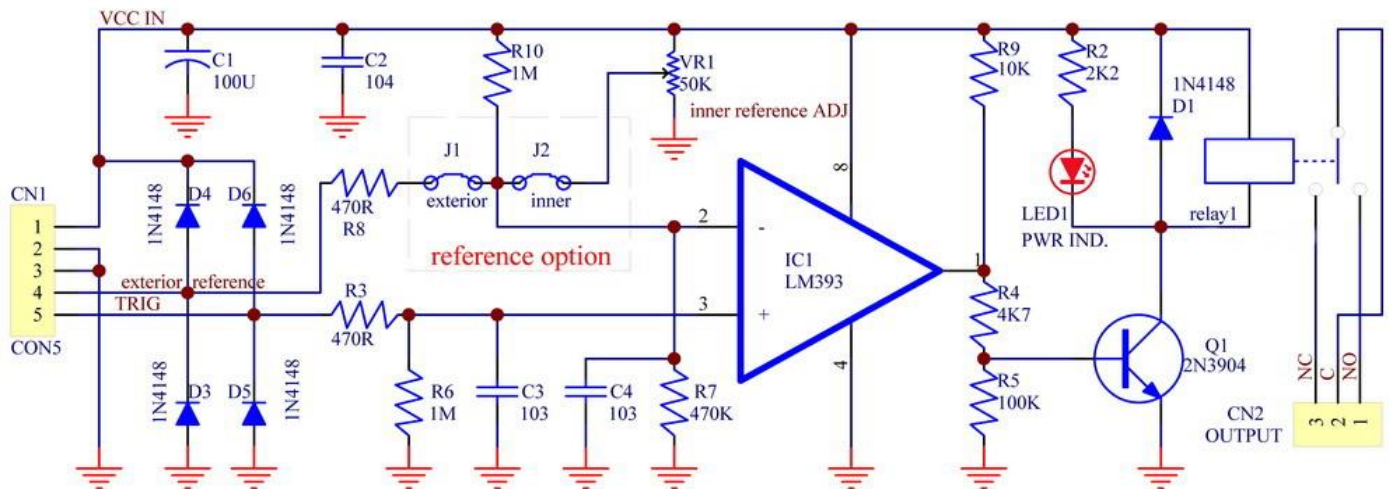 VCC IN
C1
100U
C2
104
R10
1M
VR1
50K
inner reference ADJ
R9
10K
R2
2K2
1N4148
D1
J1
J2
exterior
inner
reference option
470R
R8
CN1
1
2
3
4
5
CON5
D4
1N4148
D6
1N4148
exterior reference
TRIG
R3
470R
2
-
3
+
8
4
1
IC1
LM393
LED1
PWR IND.
relay1
R4
4K7
Q1
2N3904
D3
1N4148
D5
1N4148
R6
1M
C3
103
C4
103
R7
470K
R5
100K
NC
C
NO
CN2
OUTPUT
3
2
1